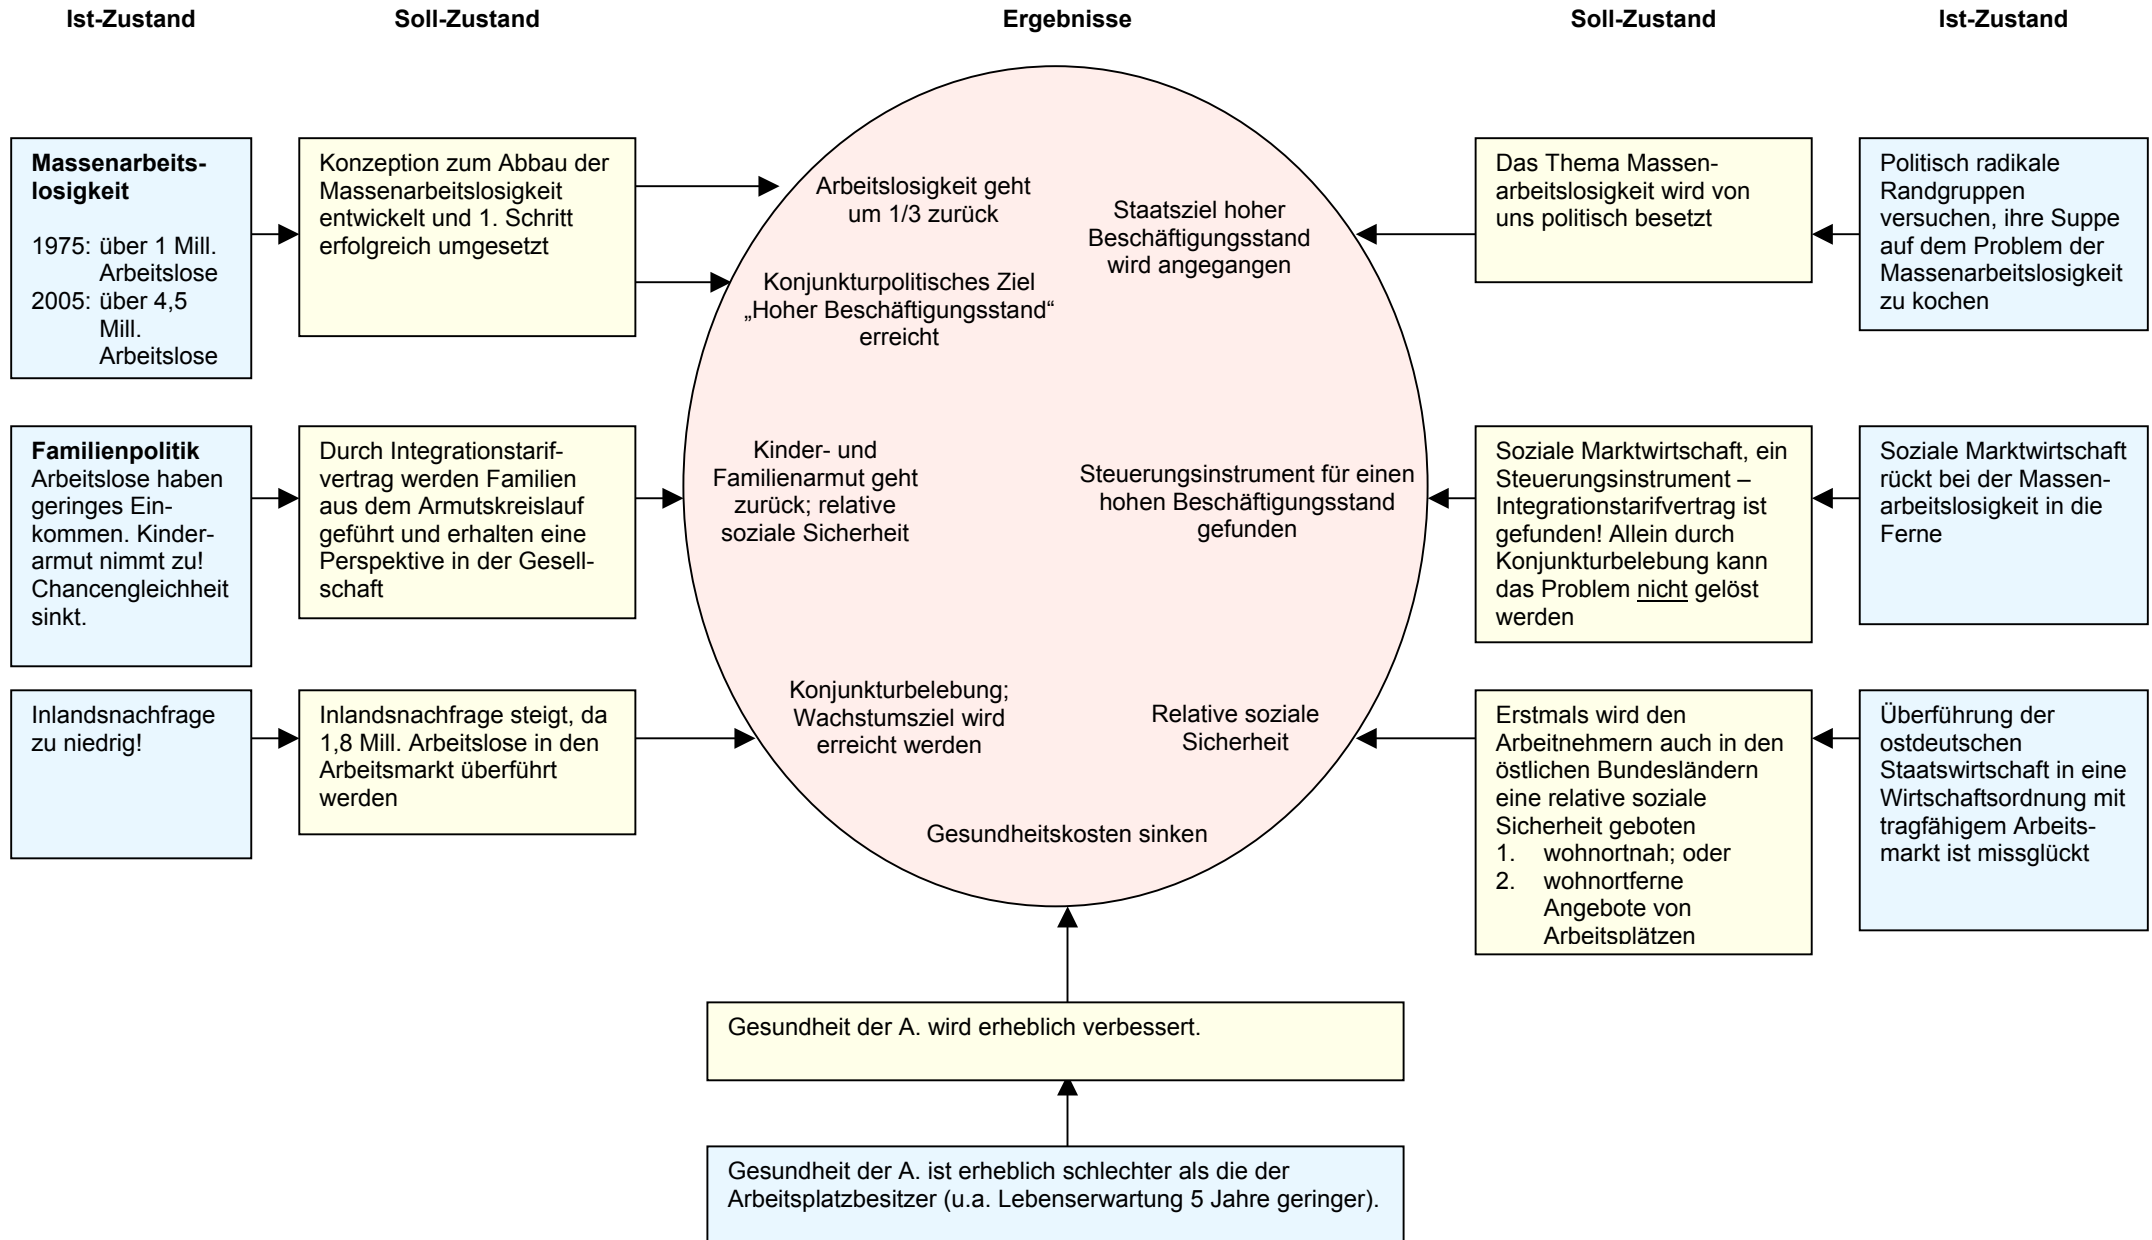 Ist-Zustand
Soll-Zustand
Ergebnisse
Soll-Zustand
Ist-Zustand
Massenarbeits-
losigkeit
1975: über 1 Mill.
Arbeitslose
2005: über 4,5
Mill.
Arbeitslose
Konzeption zum Abbau der
Massenarbeitslosigkeit
entwickelt und 1. Schritt
erfolgreich umgesetzt
Arbeitslosigkeit geht
um 1/3 zurück
Konjunkturpolitisches Ziel
„Hoher Beschäftigungsstand“
erreicht
Staatsziel hoher
Beschäftigungsstand
wird angegangen
Das Thema Massen-
arbeitslosigkeit wird von
uns politisch besetzt
Politisch radikale
Randgruppen
versuchen, ihre Suppe
auf dem Problem der
Massenarbeitslosigkeit
zu kochen
Familienpolitik
Arbeitslose haben
geringes Ein-
kommen. Kinder-
armut nimmt zu!
Chancengleichheit
sinkt.
Durch Integrationstarif-
vertrag werden Familien
aus dem Armutskreislauf
geführt und erhalten eine
Perspektive in der Gesell-
schaft
Kinder- und
Familienarmut geht
zurück; relative
soziale Sicherheit
Steuerungsinstrument für einen
hohen Beschäftigungsstand
gefunden
Soziale Marktwirtschaft, ein
Steuerungsinstrument –
Integrationstarifvertrag ist
gefunden! Allein durch
Konjunkturbelebung kann
das Problem nicht gelöst
werden
Soziale Marktwirtschaft
rückt bei der Massen-
arbeitslosigkeit in die
Ferne
Inlandsnachfrage
zu niedrig!
Inlandsnachfrage steigt, da
1,8 Mill. Arbeitslose in den
Arbeitsmarkt überführt
werden
Konjunkturbelebung;
Wachstumsziel wird
erreicht werden
Relative soziale
Sicherheit
Gesundheitskosten sinken
Erstmals wird den
Arbeitnehmern auch in den
östlichen Bundesländern
eine relative soziale
Sicherheit geboten
1. wohnortnah; oder
2. wohnortferne
Angebote von
Arbeitsplätzen
Überführung der
ostdeutschen
Staatswirtschaft in eine
Wirtschaftsordnung mit
tragfähigem Arbeits-
markt ist missglückt
Gesundheit der A. wird erheblich verbessert.
Gesundheit der A. ist erheblich schlechter als die der
Arbeitsplatzbesitzer (u.a. Lebenserwartung 5 Jahre geringer).